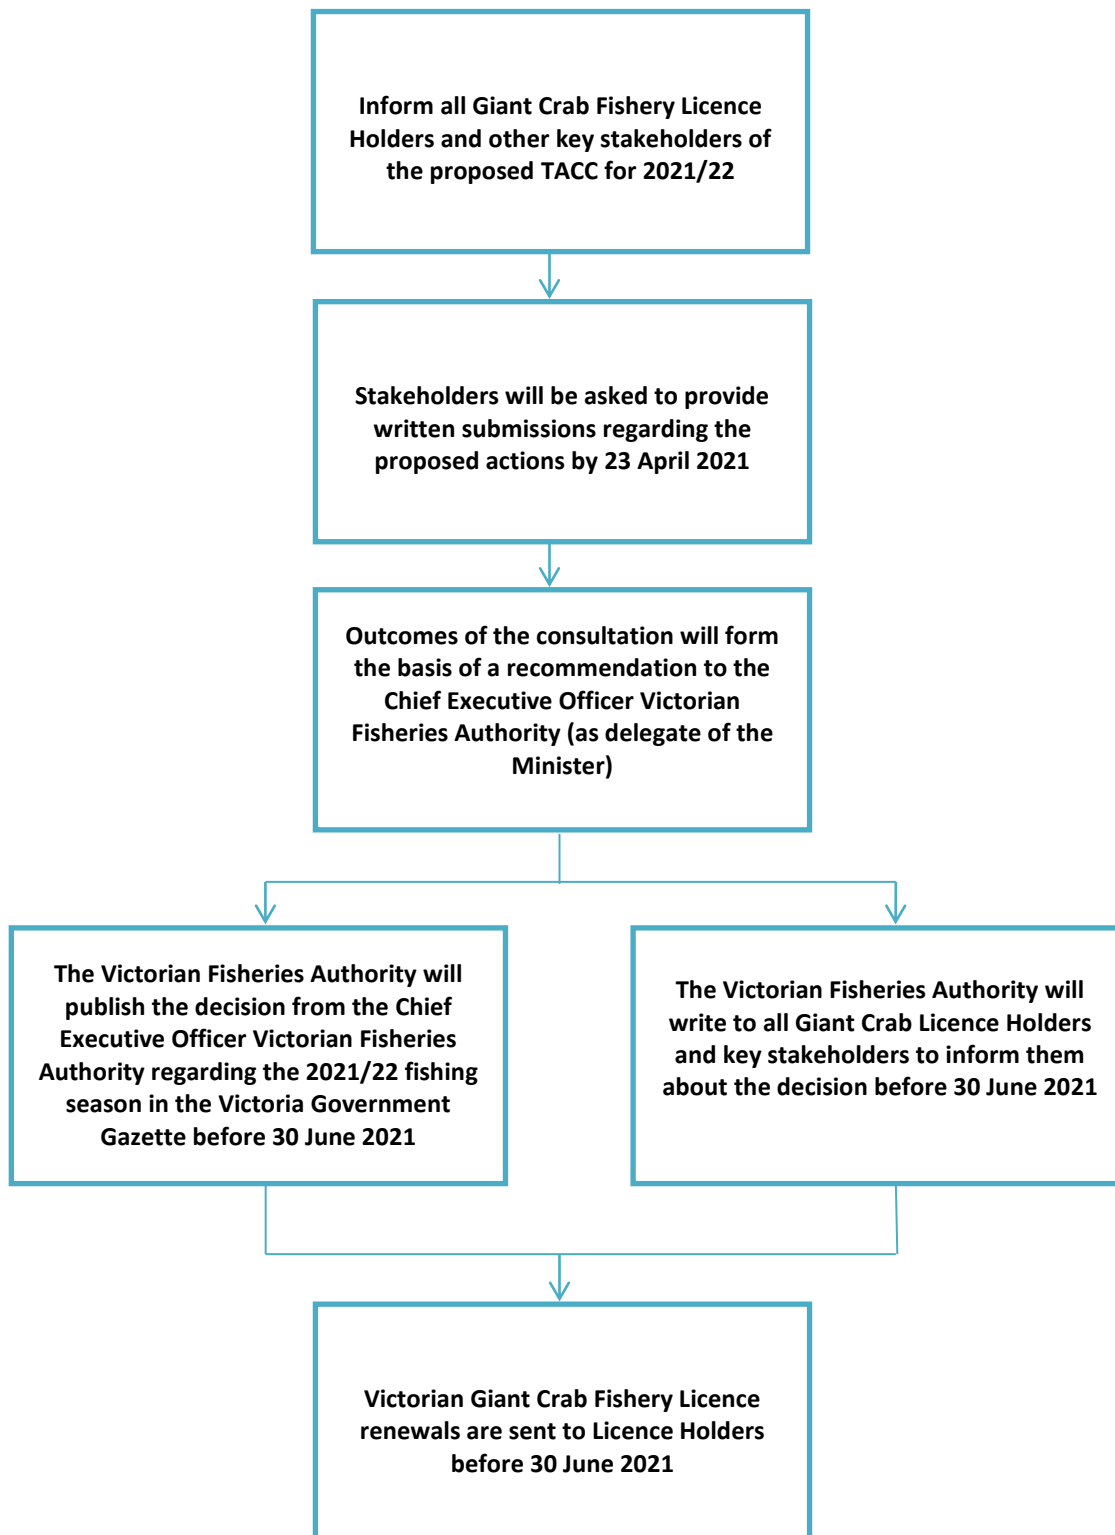 Inform all Giant Crab Fishery Licence
Holders and other key stakeholders of
the proposed TACC for 2021/22
Stakeholders will be asked to provide
written submissions regarding the
proposed actions by 23 April 2021
Outcomes of the consultation will form
the basis of a recommendation to the
Chief Executive Officer Victorian
Fisheries Authority (as delegate of the
Minister)
The Victorian Fisheries Authority will
publish the decision from the Chief
Executive Officer Victorian Fisheries
Authority regarding the 2021/22 fishing
season in the Victoria Government
Gazette before 30 June 2021
The Victorian Fisheries Authority will
write to all Giant Crab Licence Holders
and key stakeholders to inform them
about the decision before 30 June 2021
Victorian Giant Crab Fishery Licence
renewals are sent to Licence Holders
before 30 June 2021